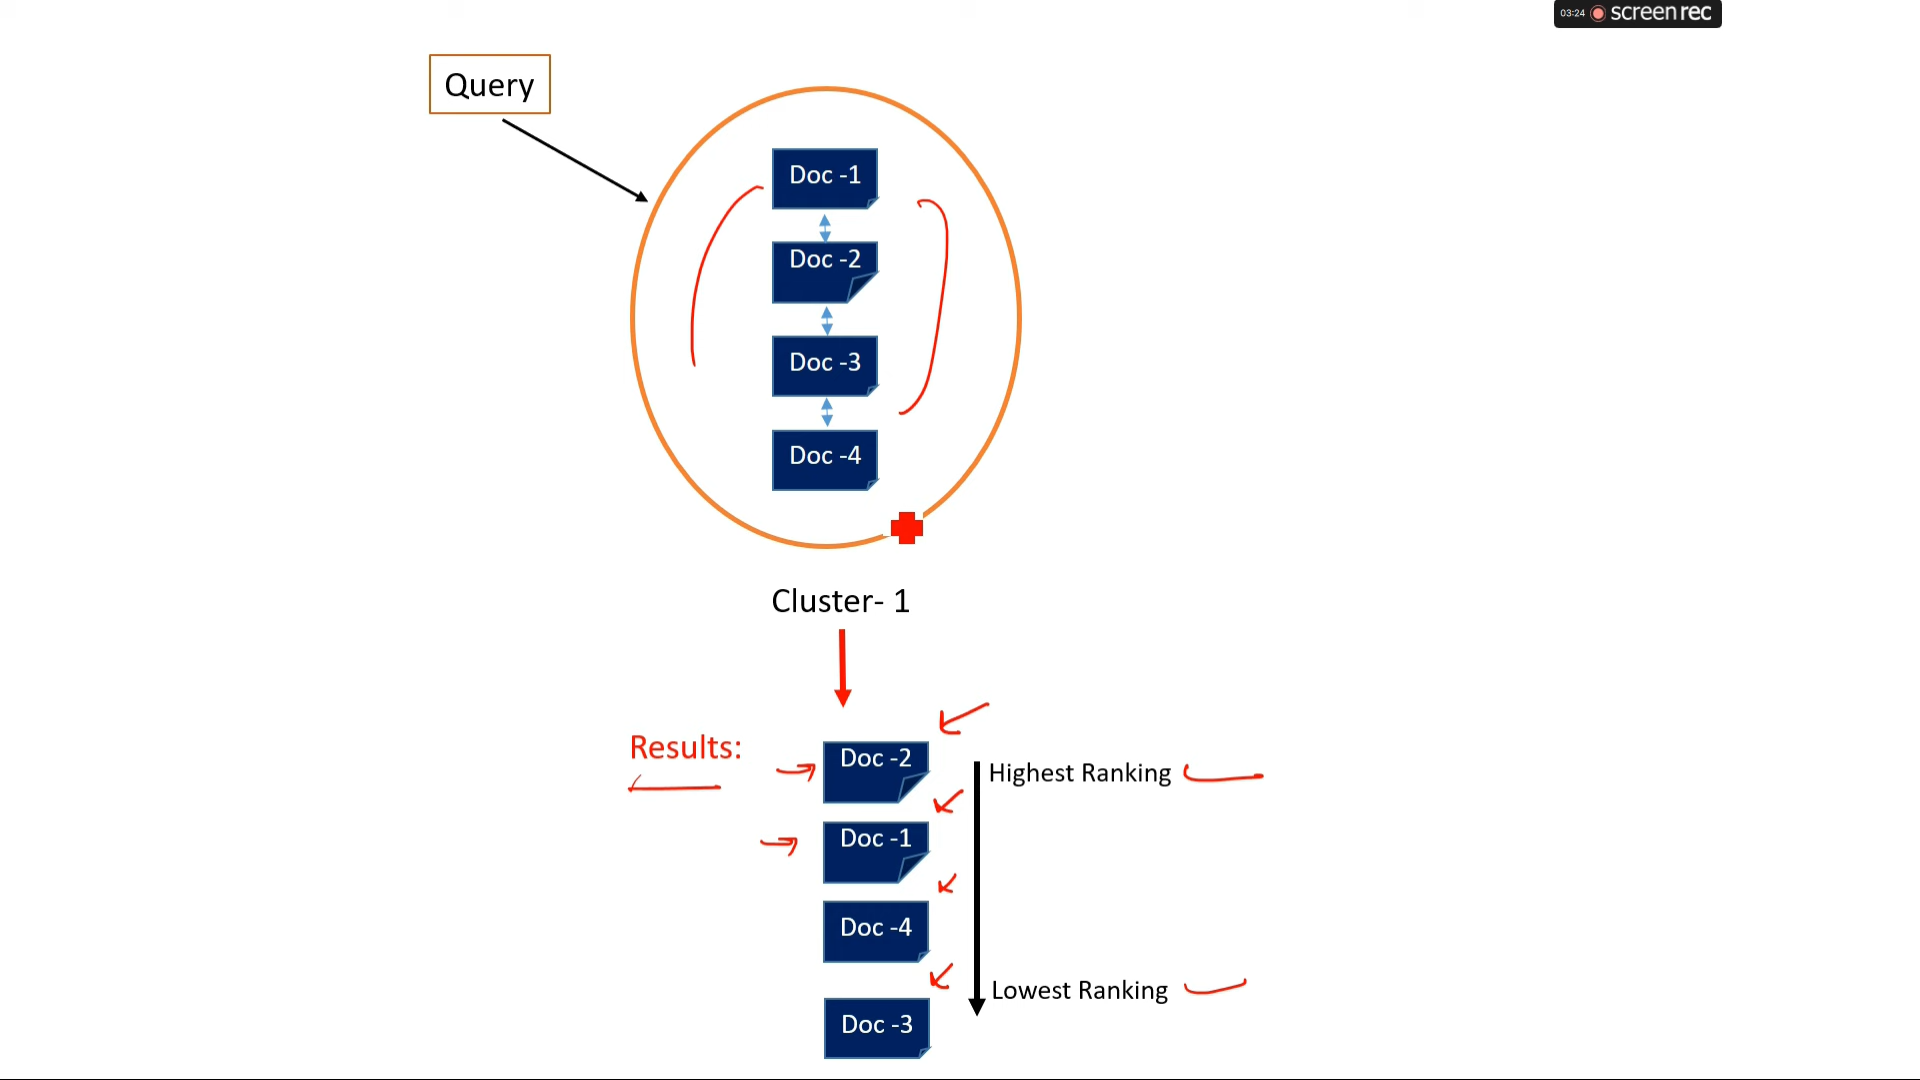 03:24 screenrec
Query
Doc -1
Doc -2
Doc -3
Doc -4
Cluster- 1
Results:
Doc -2
Highest Ranking
Doc -1
Doc -4
Lowest Ranking
Doc -3